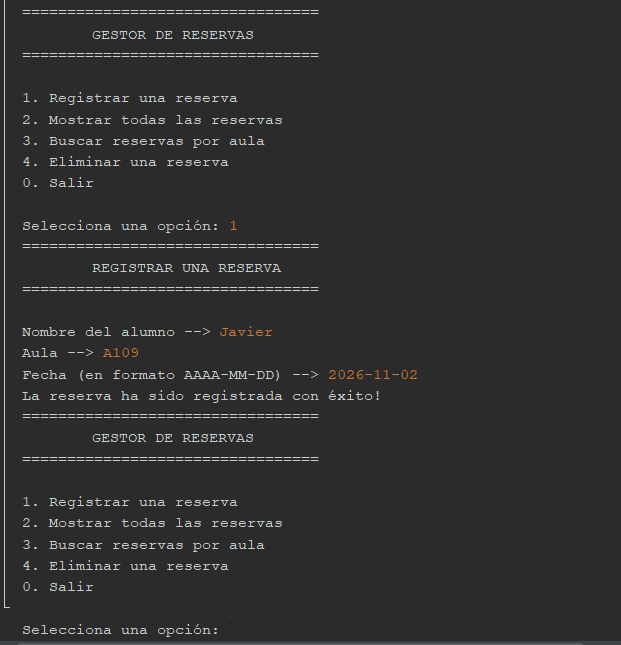 =================================
GESTOR DE RESERVAS
=================================
1. Registrar una reserva
2. Mostrar todas las reservas
3. Buscar reservas por aula
4. Eliminar una reserva
0. Salir
Selecciona una opción: 1
=================================
REGISTRAR UNA RESERVA
=================================
Nombre del alumno --> Javier
Aula --> A109
Fecha (en formato AAAA-MM-DD) --> 2026-11-02
La reserva ha sido registrada con éxito!
=================================
GESTOR DE RESERVAS
=================================
1. Registrar una reserva
2. Mostrar todas las reservas
3. Buscar reservas por aula
4. Eliminar una reserva
0. Salir
Selecciona una opción: